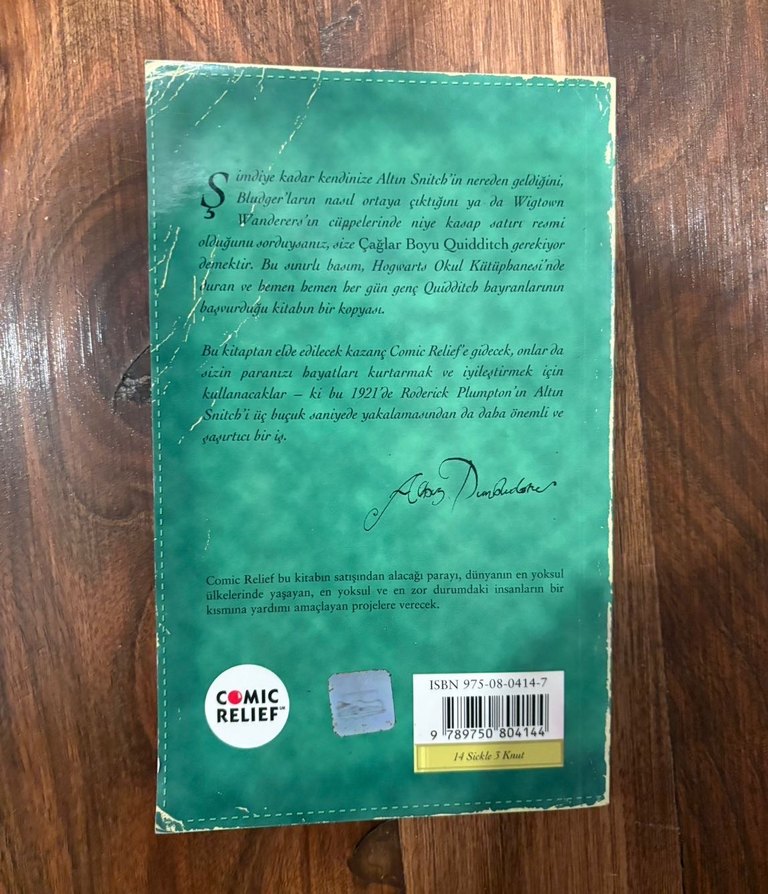 Şimdiye kadar kendinize Altın Snitch'in nereden geldiğini,
Bludger'ların nasıl ortaya çıktığını ya da Wigtown
Wanderers'ın cüppelerinde niye kasap satırı resmi
olduğunu sorduysanız, size Çağlar Boyu Quidditch gerekiyor
demektir. Bu sınırlı basım, Hogwarts Okul Kütüphanesi'nde
duran ve hemen hemen her gün genç Quidditch hayranlarının
başvurduğu kitabın bir kopyası.
Bu kitaptan elde edilecek kazanç Comic Relief'e gidecek, onlar da
sizin paranızı hayatları kurtarmak ve iyileştirmek için
kullanacaklar – ki bu 1921'de Roderick Plumpton'ın Altın
Snitch'i üç buçuk saniyede yakalamasından da daha önemli ve
şaşırtıcı bir iş.
Albus Dumbledore
Comic Relief bu kitabın satışından alacağı parayı, dünyanın en yoksul
ülkelerinde yaşayan, en yoksul ve en zor durumdaki insanların bir
kısmına yardımı amaçlayan projelere verecek.
COMIC
RELIEF
ISBN 975-08-0414-7
9 789750 804144
14 Sickle 3 Knut